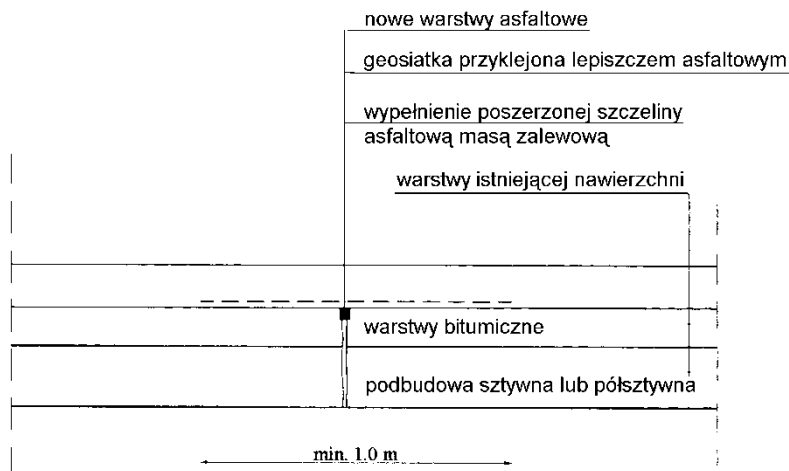 nowe warstwy asfaltowe
geosiatka przyklejona lepiszczem asfaltowym
wypełnienie poszerzonej szczeliny
asfaltową masą zalewową
warstwy istniejącej nawierzchni
warstwy bitumiczne
podbudowa sztywna lub półsztywna
min. 1.0 m